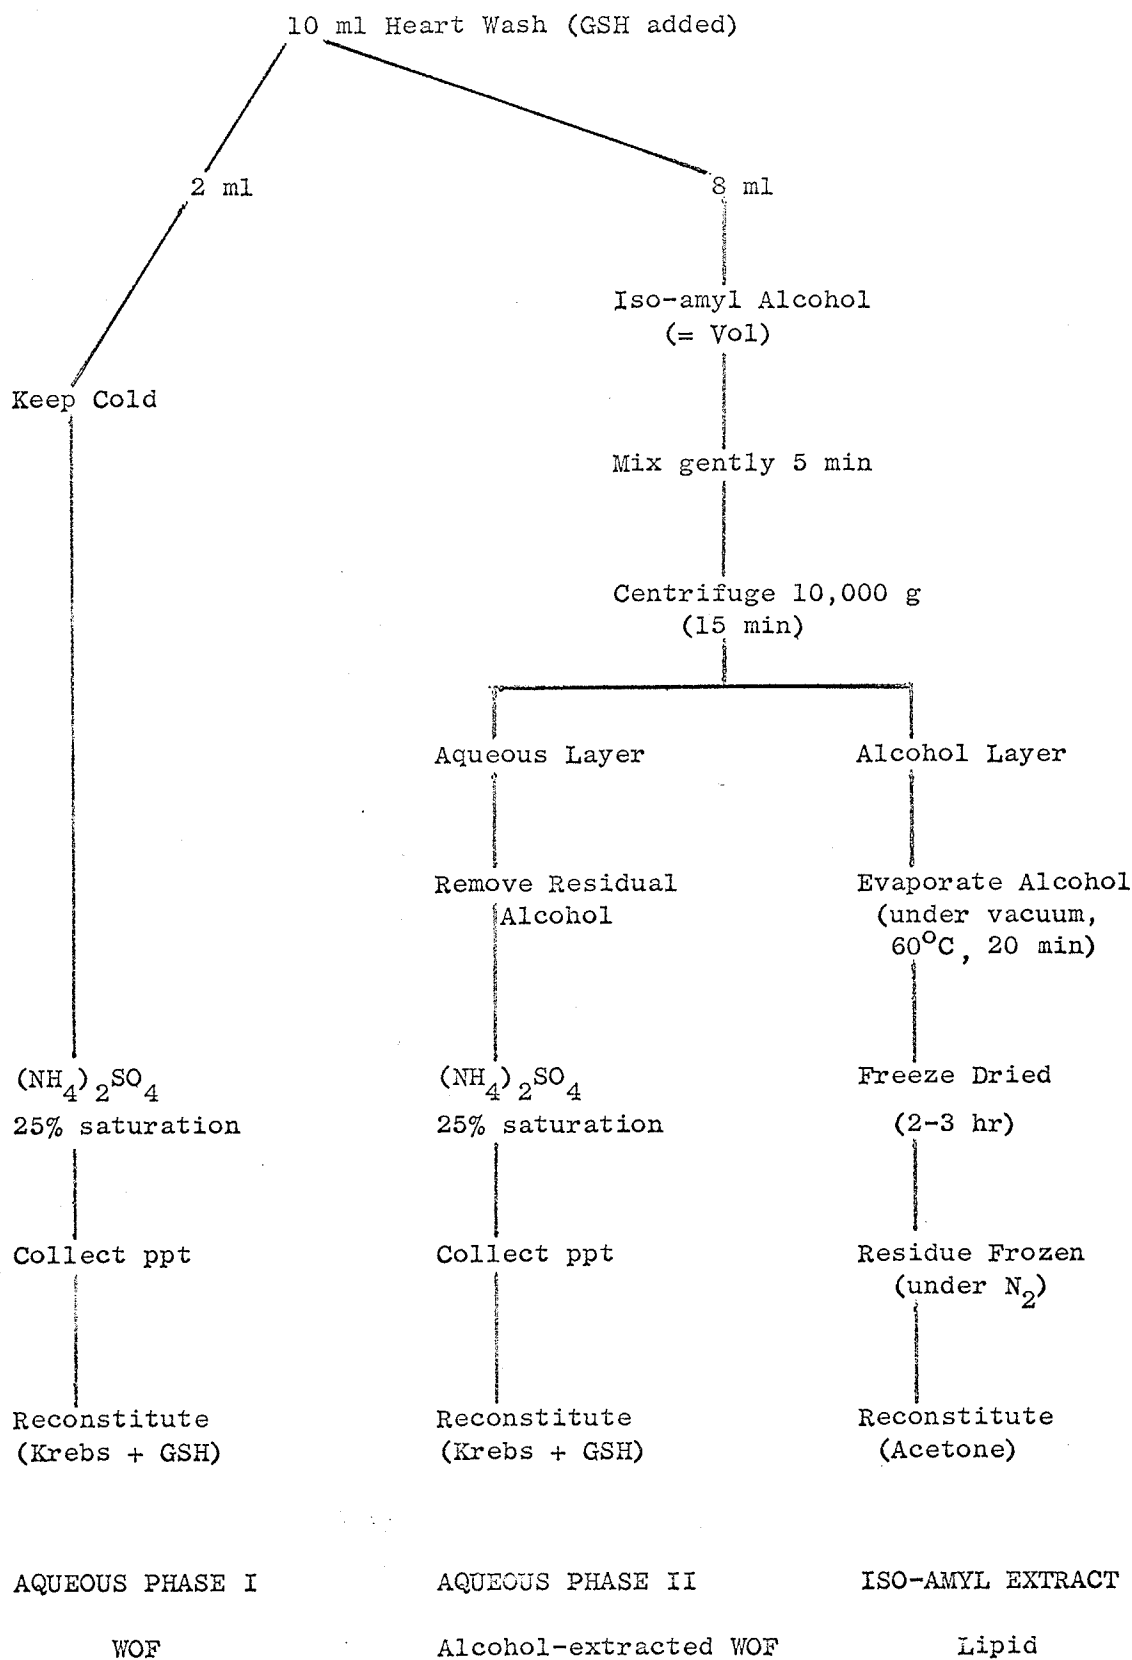 10 ml Heart Wash (GSH added)
2 ml
8 ml
Iso-amyl Alcohol
(= Vol)
Keep Cold
Mix gently 5 min
Centrifuge 10,000 g
(15 min)
Aqueous Layer
Alcohol Layer
Remove Residual
Alcohol
Evaporate Alcohol
(under vacuum,
60°C, 20 min)
(NH4)2SO4
25% saturation
(NH4)2SO4
25% saturation
Freeze Dried
(2-3 hr)
Collect ppt
Collect ppt
Residue Frozen
(under N2)
Reconstitute
(Krebs + GSH)
Reconstitute
(Krebs + GSH)
Reconstitute
(Acetone)
AQUEOUS PHASE I
AQUEOUS PHASE II
ISO-AMYL EXTRACT
WOF
Alcohol-extracted WOF
Lipid